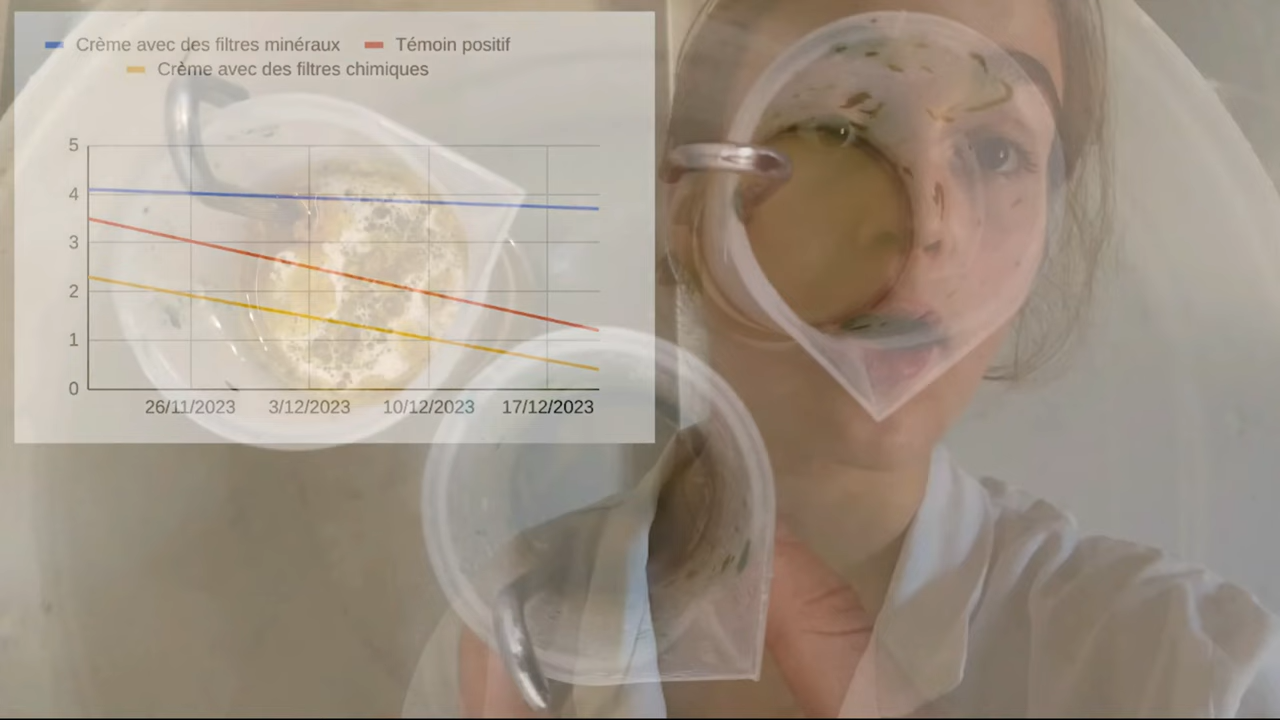 Crème avec des filtres minéraux Témoin positif
Crème avec des filtres chimiques
5
4
3
2
1
0
26/11/2023 3/12/2023 10/12/2023 17/12/2023